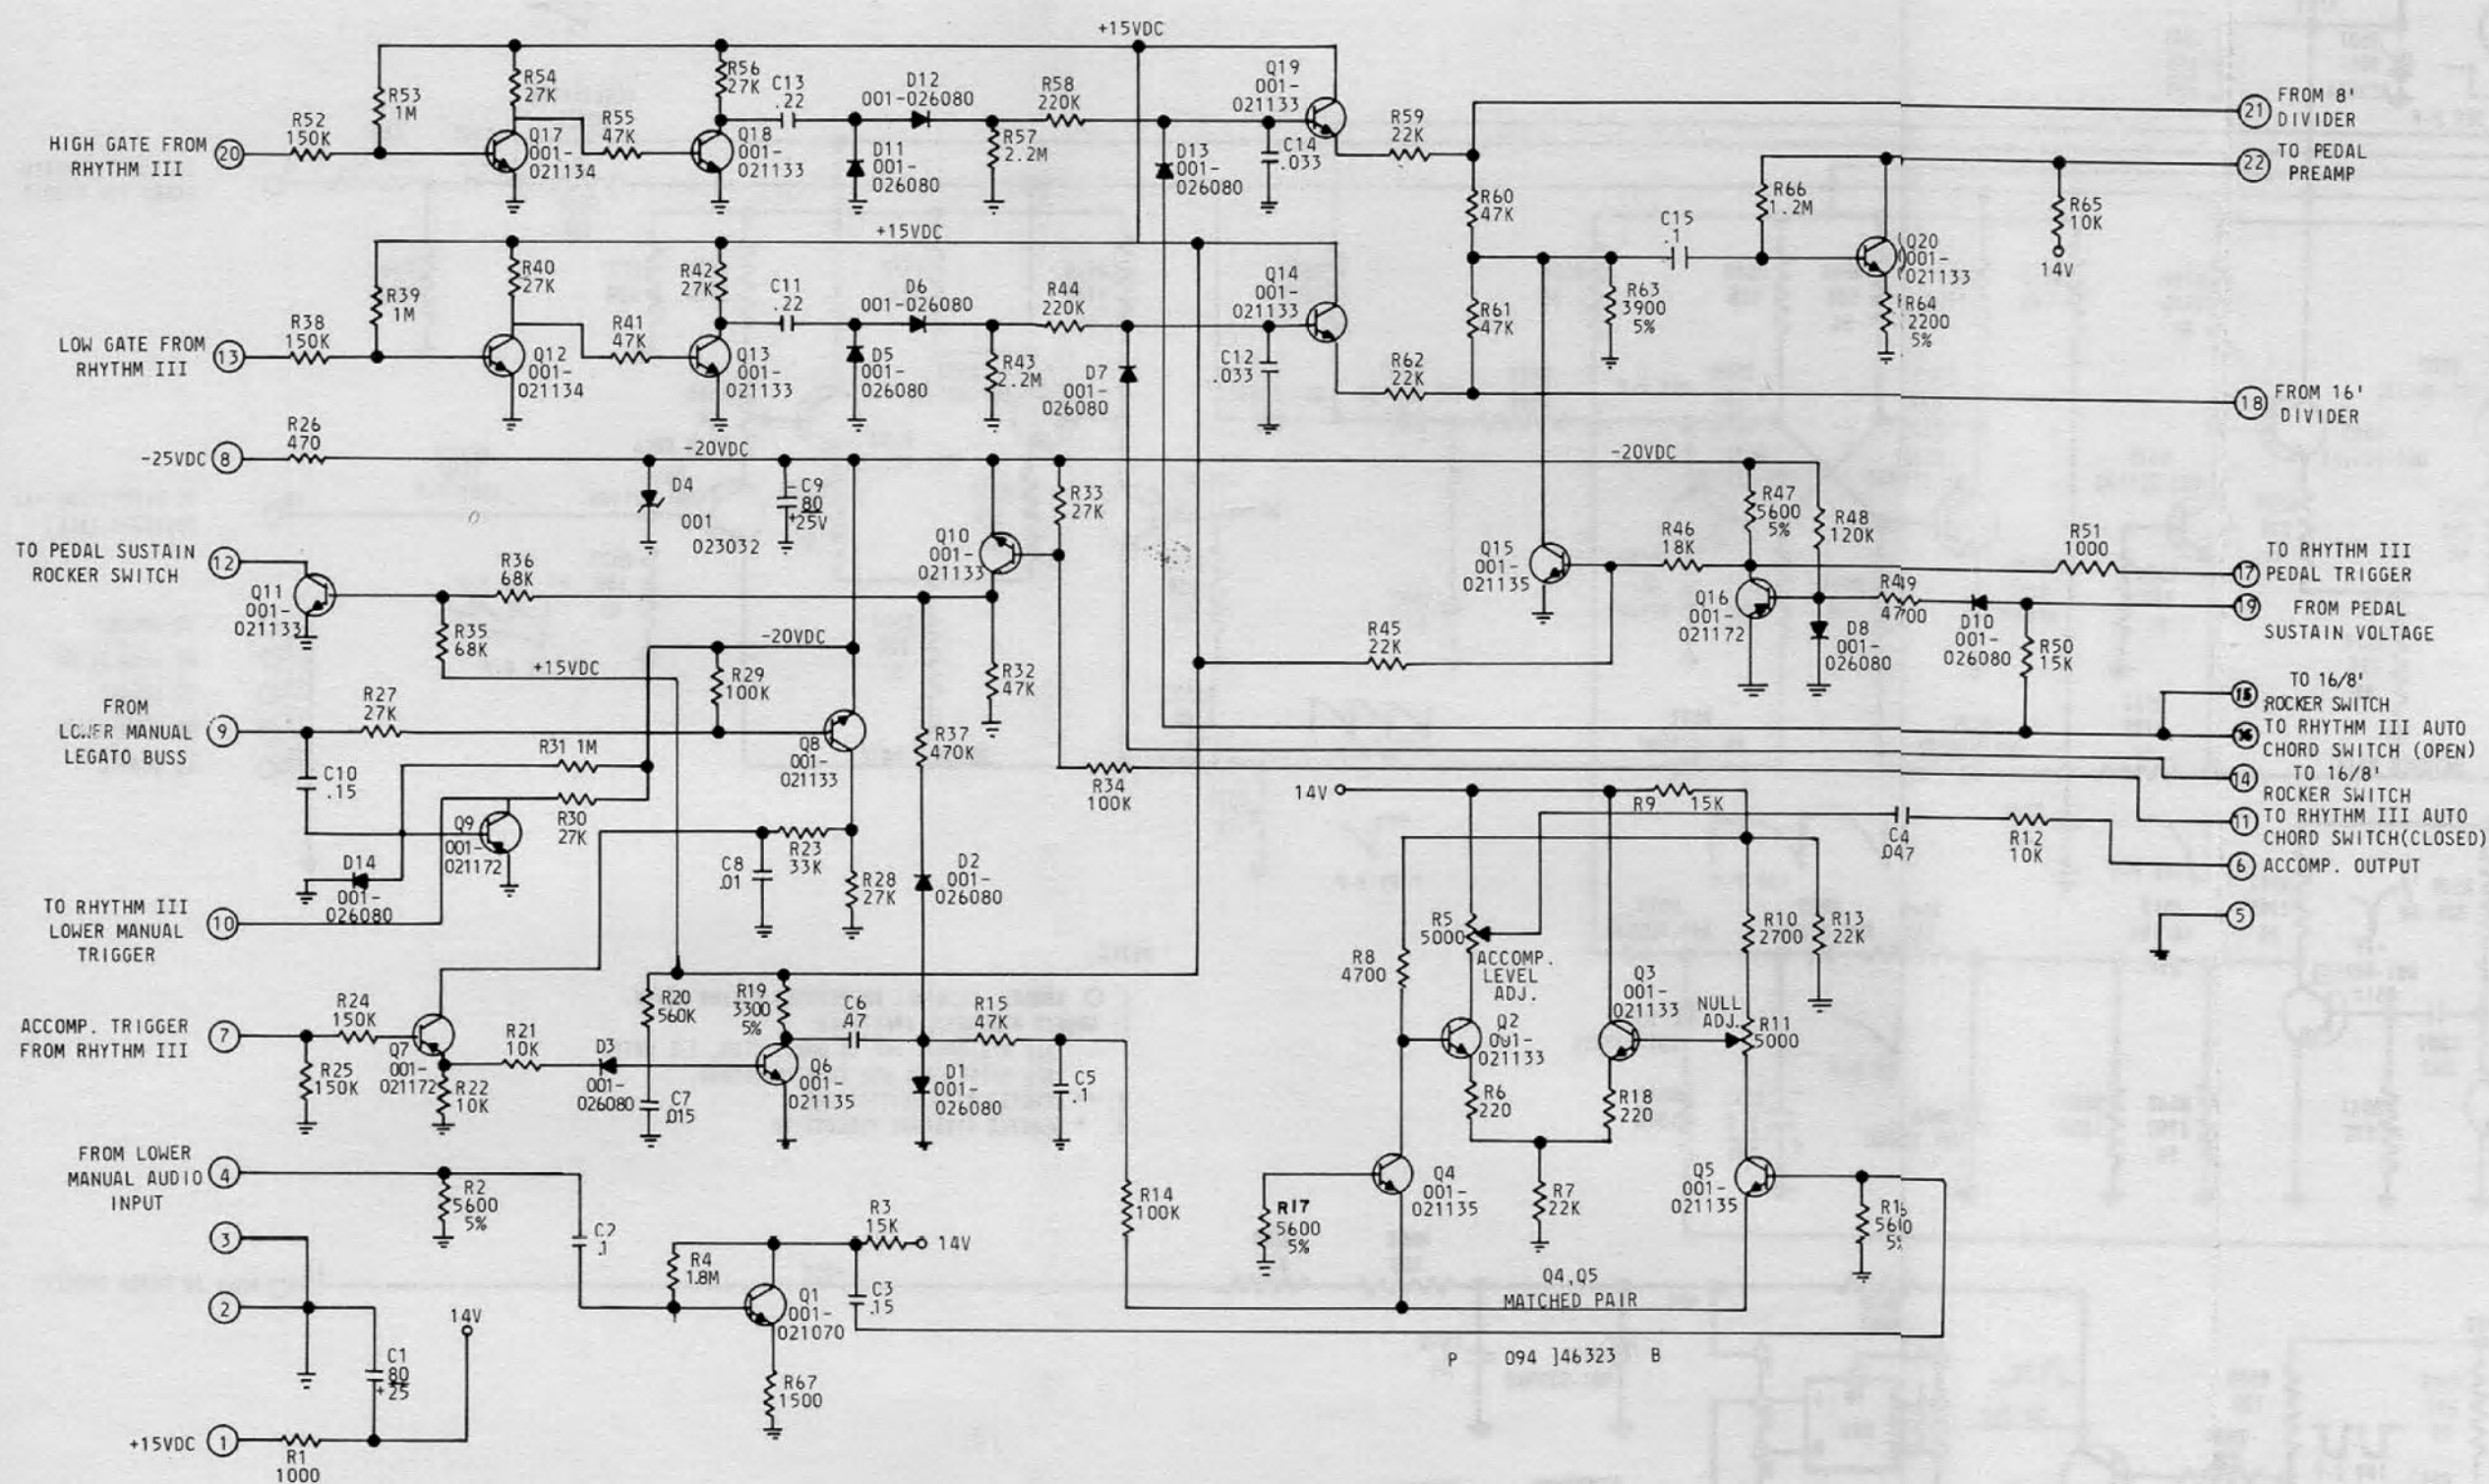 +15VDC
R53
1M
R54
27K
R56
27K
C13
.22
D12
001-026080
R58
220K
Q19
001-
021133
R52
150K
HIGH GATE FROM
RHYTHM III
20
Q17
001-
021134
R55
47K
Q18
001-
021133
D11
001-
026080
R57
2.2M
D13
001-
026080
C14
.033
R59
22K
21
FROM 8'
DIVIDER
22
TO PEDAL
PREAMP
R60
47K
C15
.1
R66
1.2M
R65
10K
14V
+15VDC
R39
1M
R40
27K
R42
27K
C11
.22
D6
001-026080
R44
220K
Q14
001-
021133
R61
47K
R63
3900
5%
Q20
001-
021133
R64
2200
5%
LOW GATE FROM
RHYTHM III
13
R38
150K
Q12
001-
021134
R41
47K
Q13
001-
021133
D5
001-
026080
R43
2.2M
D7
001-
026080
C12
.033
R62
22K
18
FROM 16'
DIVIDER
-25VDC
8
R26
470
-20VDC
-20VDC
D4
001
023032
C9
80
+25V
Q10
001-
021133
R33
27K
TO PEDAL SUSTAIN
ROCKER SWITCH
12
Q11
001-
021133
R36
68K
R35
68K
+15VDC
-20VDC
R29
100K
R32
47K
Q15
001-
021135
R46
18K
R47
5600
5%
R48
120K
R51
1000
17
TO RHYTHM III
PEDAL TRIGGER
Q16
001-
021172
R49
4700
D8
001-
026080
D10
001-
026080
R50
15K
19
FROM PEDAL
SUSTAIN VOLTAGE
R45
22K
15
TO 16/8'
ROCKER SWITCH
16
TO RHYTHM III AUTO
CHORD SWITCH (OPEN)
14
TO 16/8'
ROCKER SWITCH
11
TO RHYTHM III AUTO
CHORD SWITCH(CLOSED)
6
ACCOMP. OUTPUT
5
FROM
LOWER MANUAL
LEGATO BUSS
9
R27
27K
C10
.15
R31 1M
R30
27K
Q9
001-
021172
D14
001-
026080
Q8
001-
021133
R37
470K
R34
100K
C8
.01
R23
33K
R28
27K
D2
001-
026080
TO RHYTHM III
LOWER MANUAL
TRIGGER
10
14V
R9
15K
C4
.047
R12
10K
R8
4700
R5
5000
ACCOMP.
LEVEL
ADJ.
R10
2700
R13
22K
Q3
001-
021133
NULL
ADJ.
R11
5000
Q2
001-
021133
R6
220
R18
220
ACCOMP. TRIGGER
FROM RHYTHM III
7
R24
150K
R25
150K
Q7
001-
021172
R22
10K
R21
10K
D3
001-
026080
R20
560K
C7
.015
R19
3300
5%
C6
.47
Q6
001-
021135
R15
47K
D1
001-
026080
C5
.1
FROM LOWER
MANUAL AUDIO
INPUT
4
R2
5600
5%
3
2
C2
.1
R4
1.8M
R3
15K
14V
Q1
001-
021070
C3
.15
R67
1500
R14
100K
R17
5600
5%
Q4
001-
021135
R7
22K
Q5
001-
021135
Q4,Q5
MATCHED PAIR
P 094 ]46323 B
14V
C1
80
+25
+15VDC
1
R1
1000